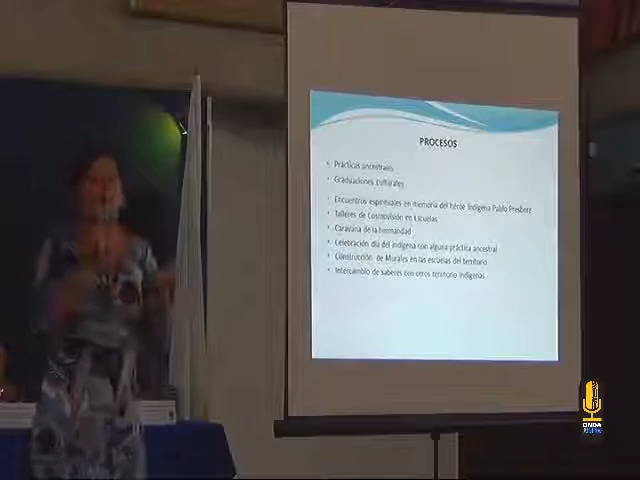 PROCESOS
• Prácticas ancestrales
• Graduaciones culturales
• Encuentros espirituales en memoria del héroe indígena Pablo Presbere
• Talleres de Cosmovisión en Escuelas
• Caravana de la hermandad
• Celebración día del indígena con alguna práctica ancestral
• Construcción de Murales en las escuelas del territorio
• Intercambio de saberes con otros territorio indígenas
ONDA